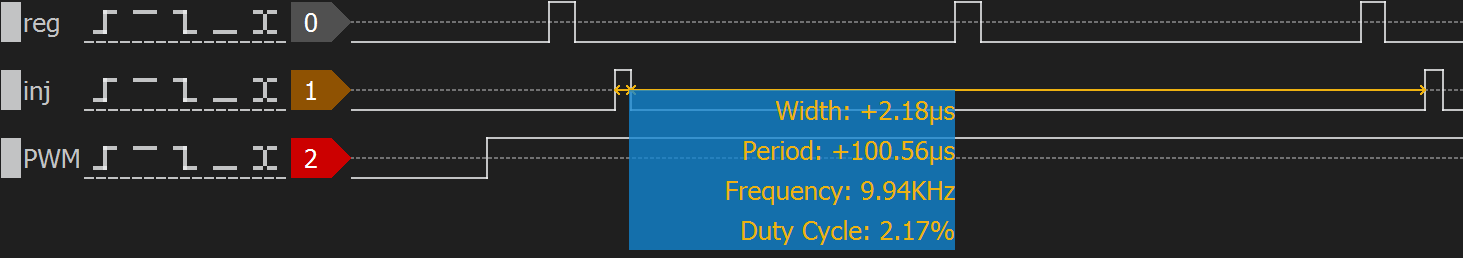 reg 0
inj 1
Width: +2.18µs
PWM 2
Period: +100.56µs
Frequency: 9.94KHz
Duty Cycle: 2.17%